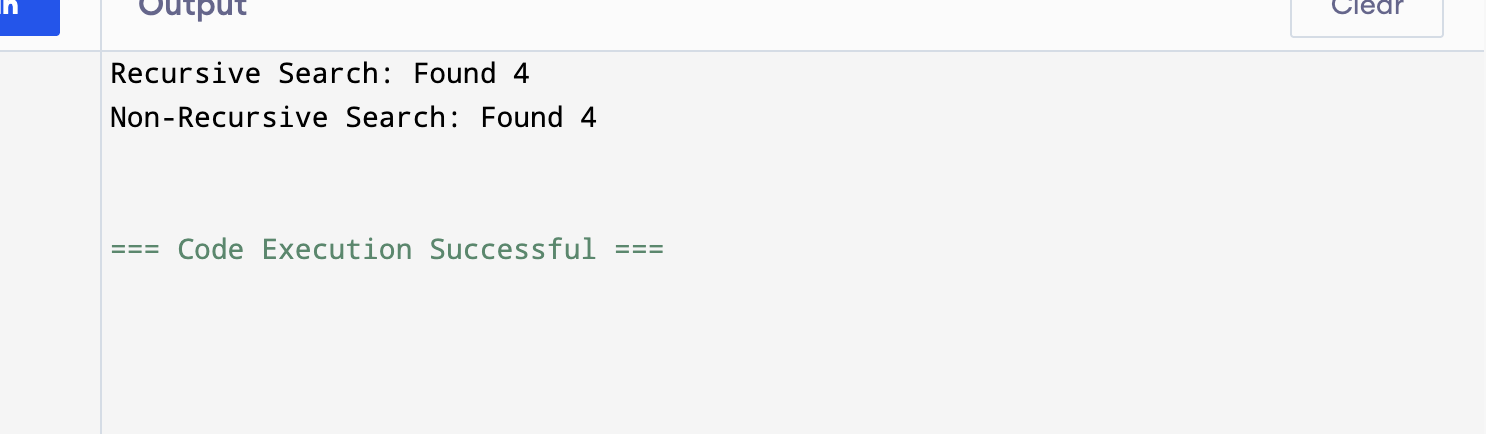 Output
Clear
Recursive Search: Found 4
Non-Recursive Search: Found 4
=== Code Execution Successful ===